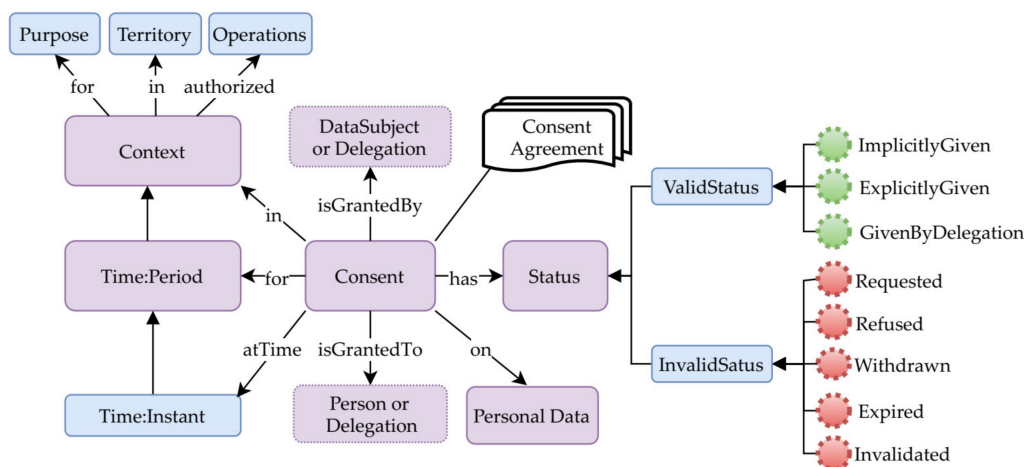 Purpose
Territory
Operations
for
in
authorized
Context
DataSubject
or Delegation
Consent
Agreement
ImplicitlyGiven
ValidStatus
ExplicitlyGiven
isGrantedBy
in
GivenByDelegation
Time:Period
for
Consent
has
Status
Requested
Refused
atTime
isGrantedTo
on
InvalidSatus
Withdrawn
Time:Instant
Person or
Delegation
Personal Data
Expired
Invalidated